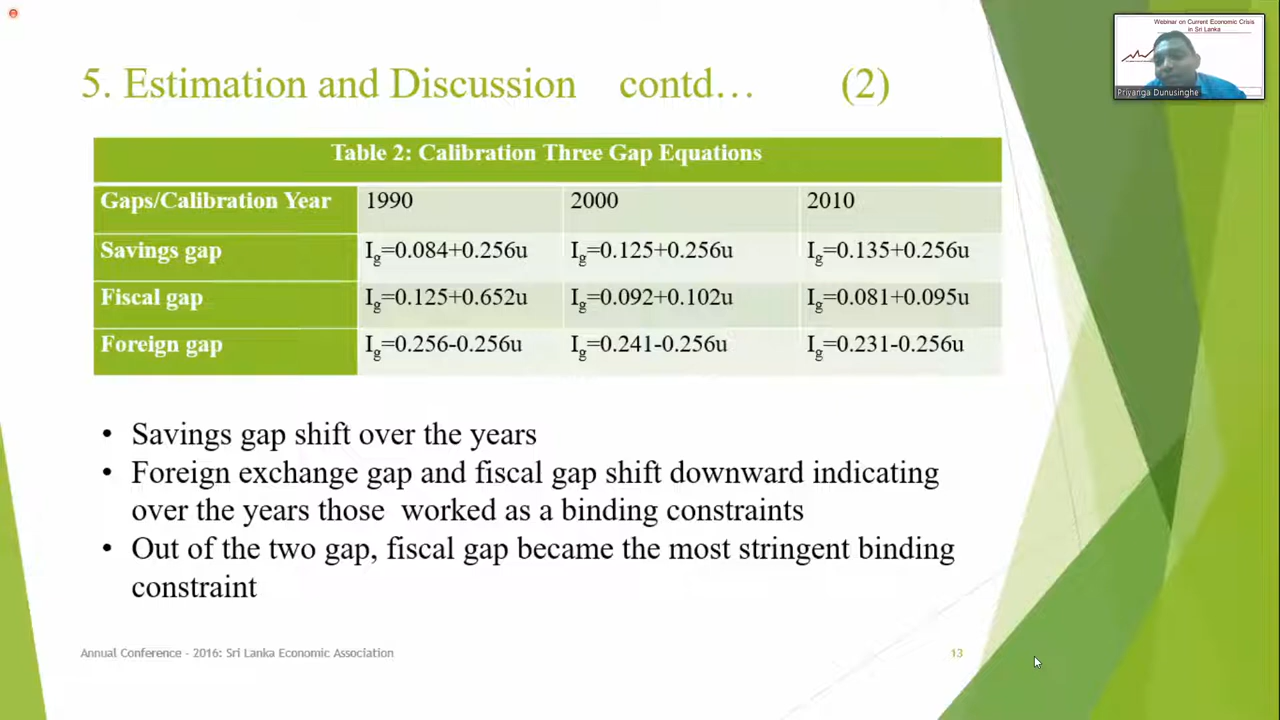 Webinar on Current Economic Crisis
in Sri Lanka
Priyanga Dunusinghe
5. Estimation and Discussion contd… (2)
Table 2: Calibration Three Gap Equations
Gaps/Calibration Year 1990 2000 2010
Savings gap Ig=0.084+0.256u Ig=0.125+0.256u Ig=0.135+0.256u
Fiscal gap Ig=0.125+0.652u Ig=0.092+0.102u Ig=0.081+0.095u
Foreign gap Ig=0.256-0.256u Ig=0.241-0.256u Ig=0.231-0.256u
• Savings gap shift over the years
• Foreign exchange gap and fiscal gap shift downward indicating
over the years those worked as a binding constraints
• Out of the two gap, fiscal gap became the most stringent binding
constraint
Annual Conference - 2016: Sri Lanka Economic Association 13